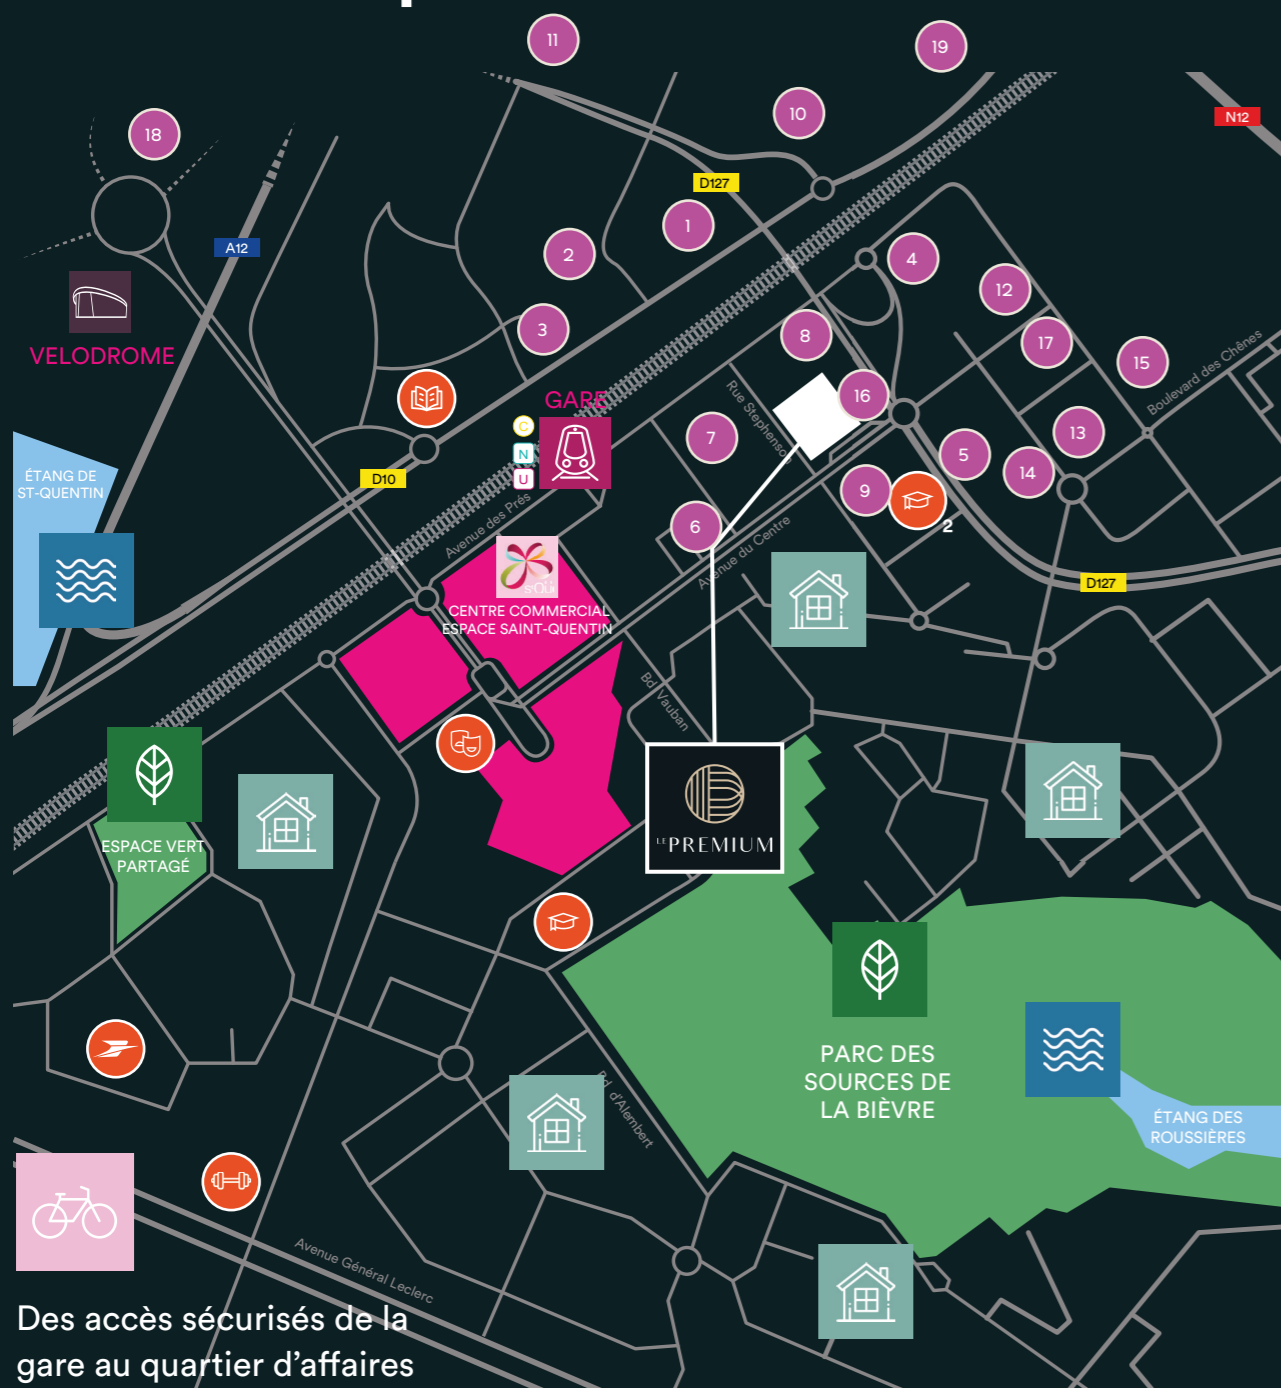 11
19
10
N12
18
D127
1
A12
2
4
12
3
8
17
15
Boulevard des Chênes
VELODROME
Rue Stephenson
16
GARE
C
N
U
7
13
5
14
ÉTANG DE
ST-QUENTIN
D10
9
2
Avenue des Prés
6
Avenue du Centre
s'Qü
CENTRE COMMERCIAL
ESPACE SAINT-QUENTIN
D127
Bd. Vauban
LE PREMIUM
ESPACE VERT
PARTAGÉ
PARC DES
SOURCES DE
LA BIÈVRE
Bd. d'Alembert
ÉTANG DES
ROUSSIÈRES
Avenue Général Leclerc
Des accès sécurisés de la
gare au quartier d'affaires